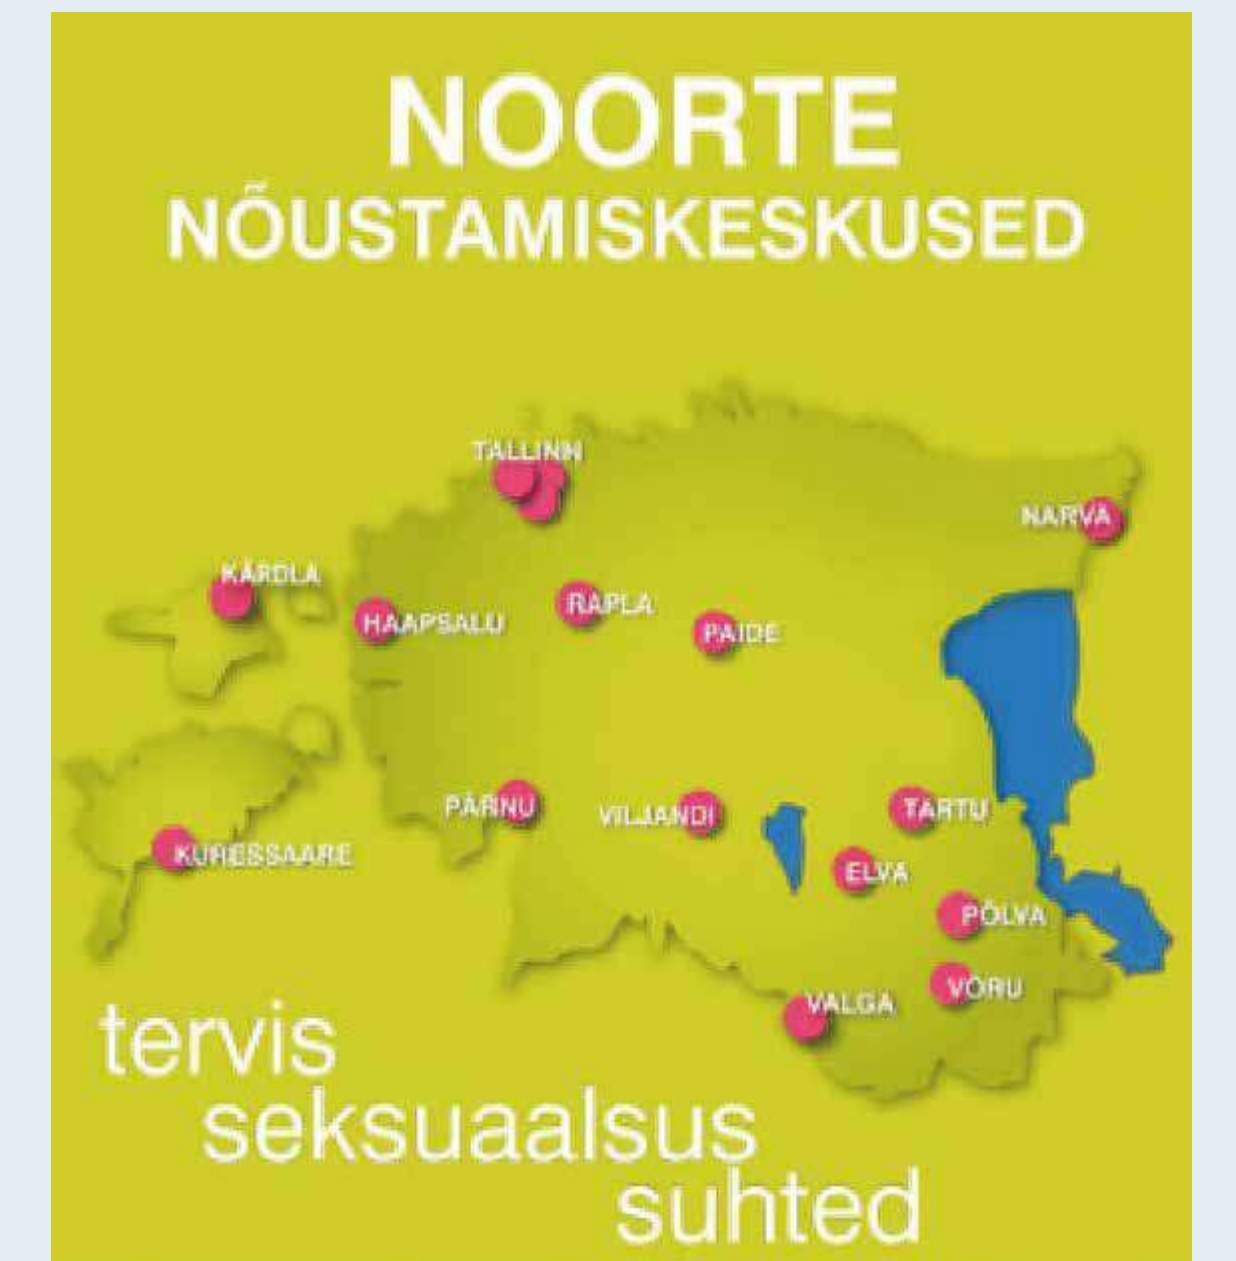 NOORTE
NÕUSTAMISKESKUSED
TALLINN
NARVA
KÄRDLA
HAAPSALU
RAPLA
PAIDE
PÄRNU
VILJANDI
TARTU
KURESSAARE
ELVA
PÕLVA
VÕRU
VALGA
tervis
seksuaalsus
suhted